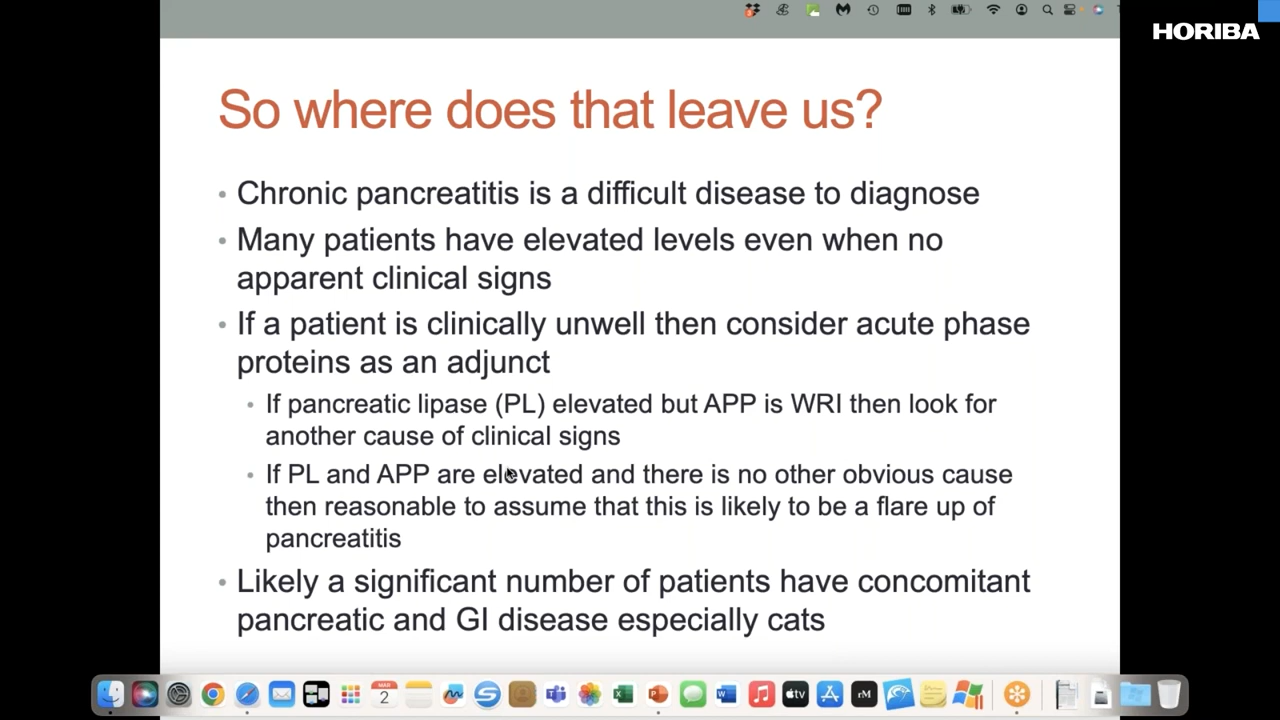 HORIBA
So where does that leave us?
• Chronic pancreatitis is a difficult disease to diagnose
• Many patients have elevated levels even when no
apparent clinical signs
• If a patient is clinically unwell then consider acute phase
proteins as an adjunct
• If pancreatic lipase (PL) elevated but APP is WRI then look for
another cause of clinical signs
• If PL and APP are elevated and there is no other obvious cause
then reasonable to assume that this is likely to be a flare up of
pancreatitis
• Likely a significant number of patients have concomitant
pancreatic and GI disease especially cats
MAR
2
tv
rM